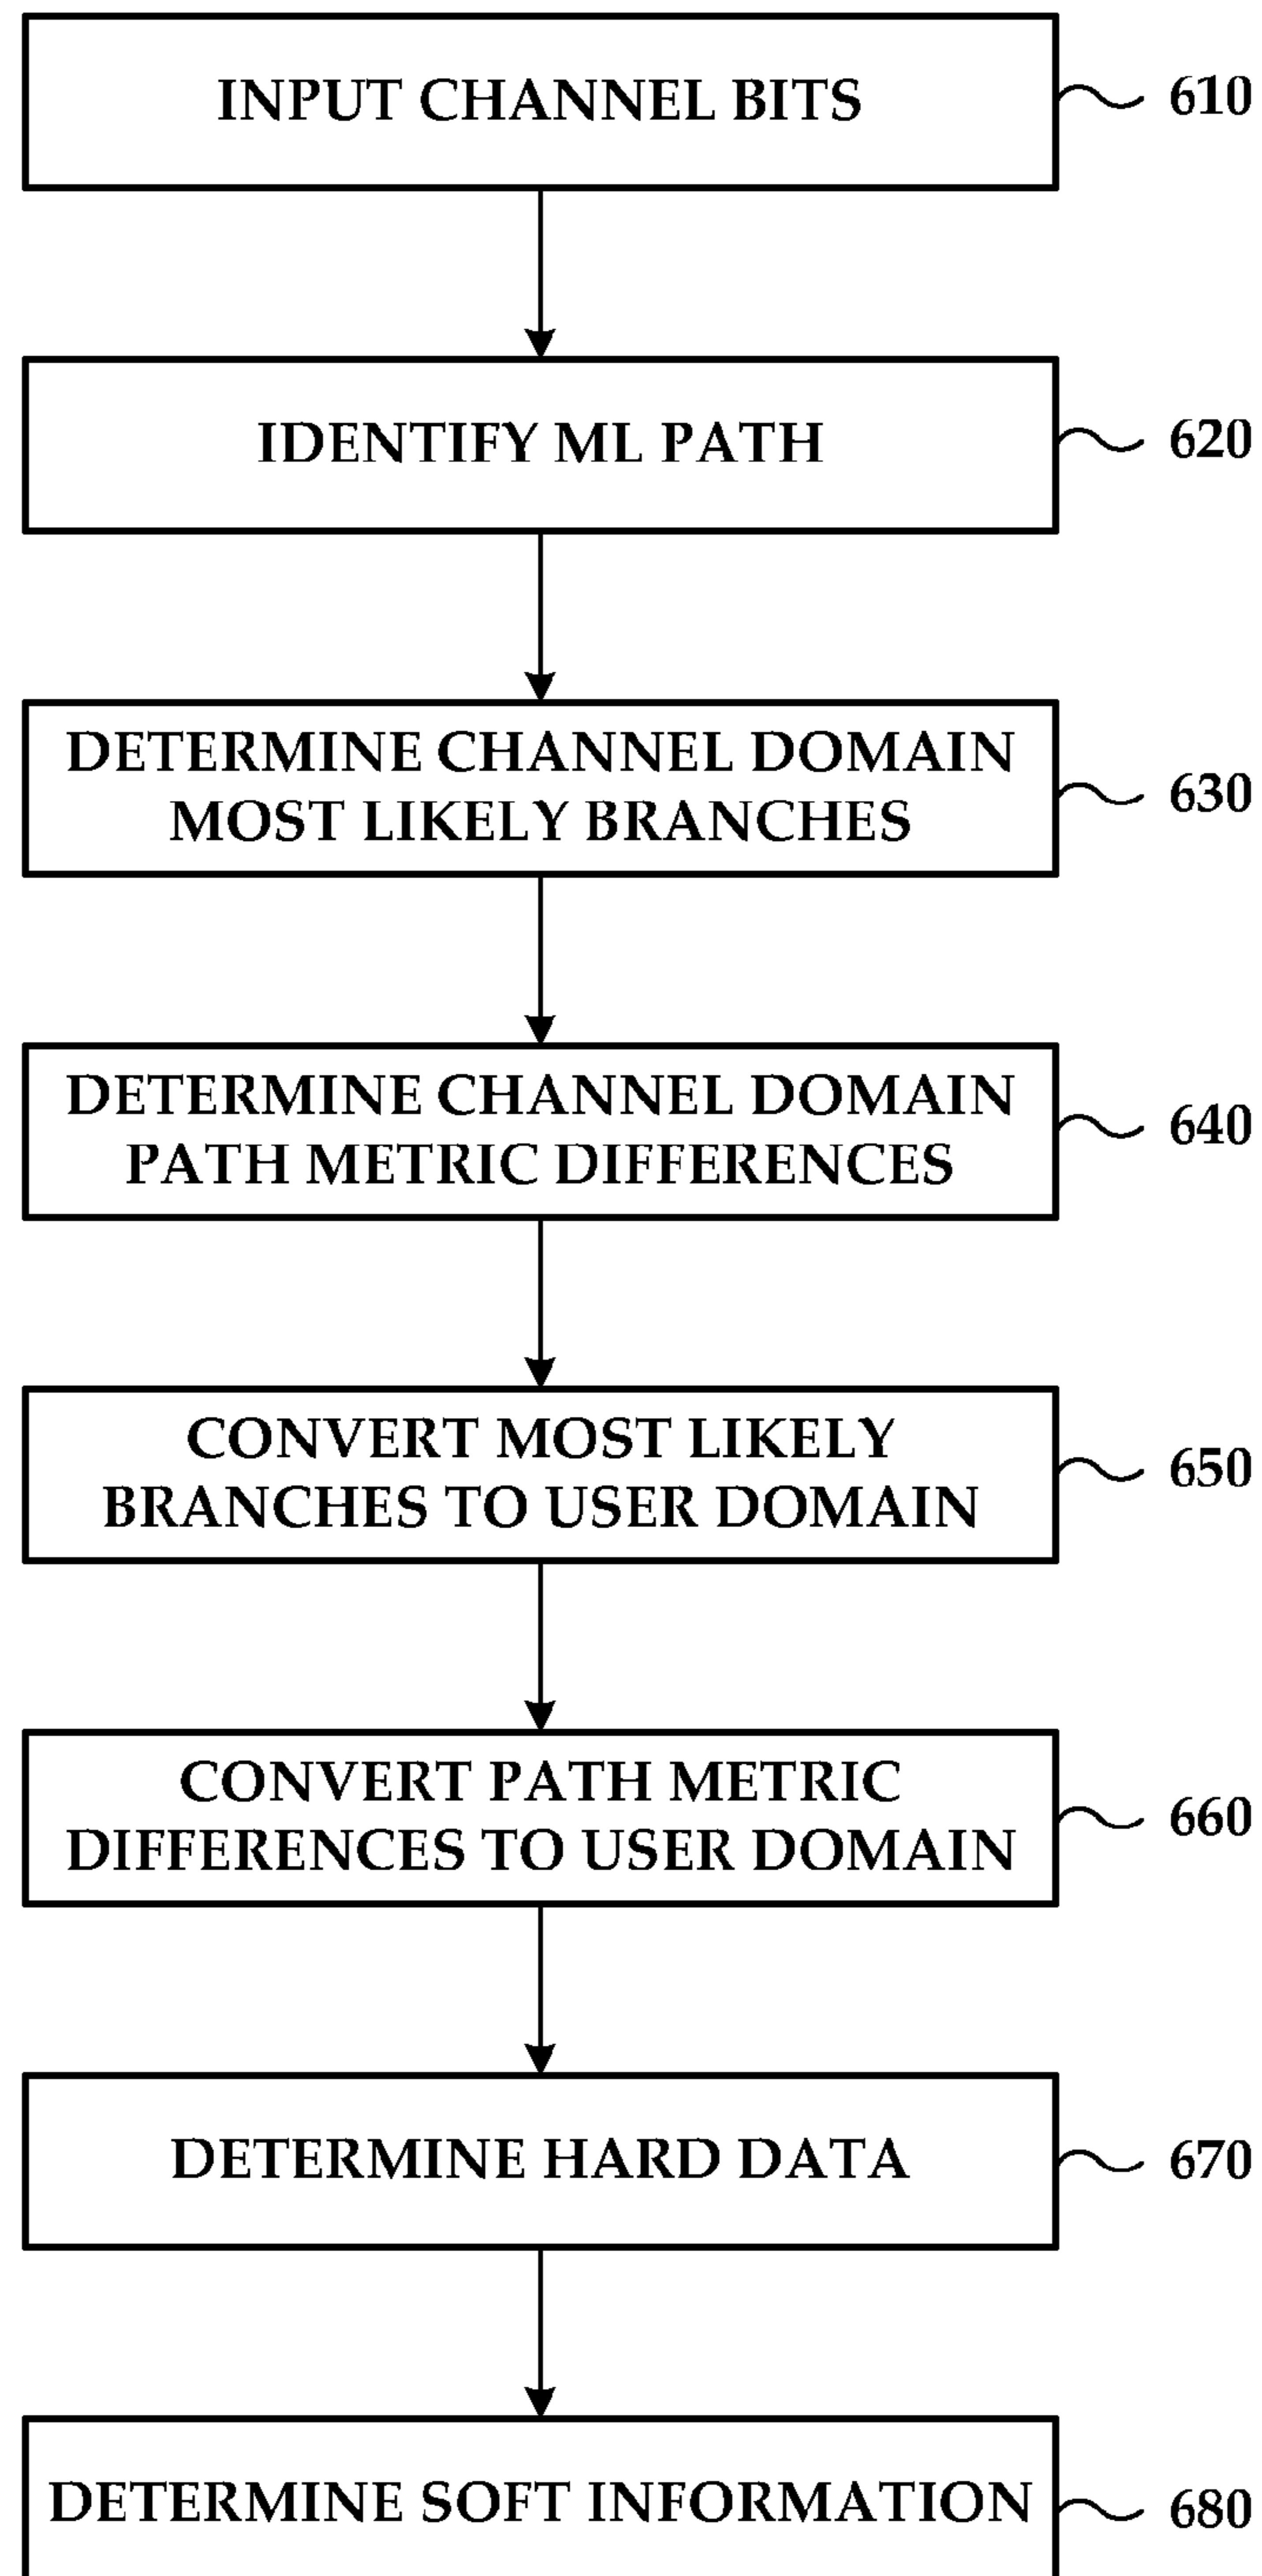 INPUT CHANNEL BITS
610
IDENTIFY ML PATH
620
DETERMINE CHANNEL DOMAIN
MOST LIKELY BRANCHES
630
DETERMINE CHANNEL DOMAIN
PATH METRIC DIFFERENCES
640
CONVERT MOST LIKELY
BRANCHES TO USER DOMAIN
650
CONVERT PATH METRIC
DIFFERENCES TO USER DOMAIN
660
DETERMINE HARD DATA
670
DETERMINE SOFT INFORMATION
680